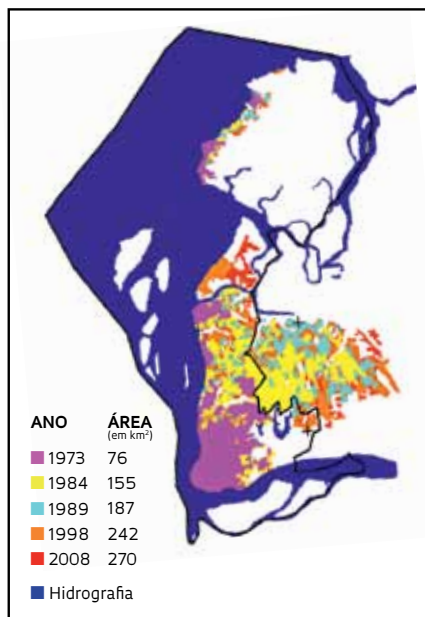 ANO ÁREA
(em km²)
1973 76
1984 155
1989 187
1998 242
2008 270
Hidrografia